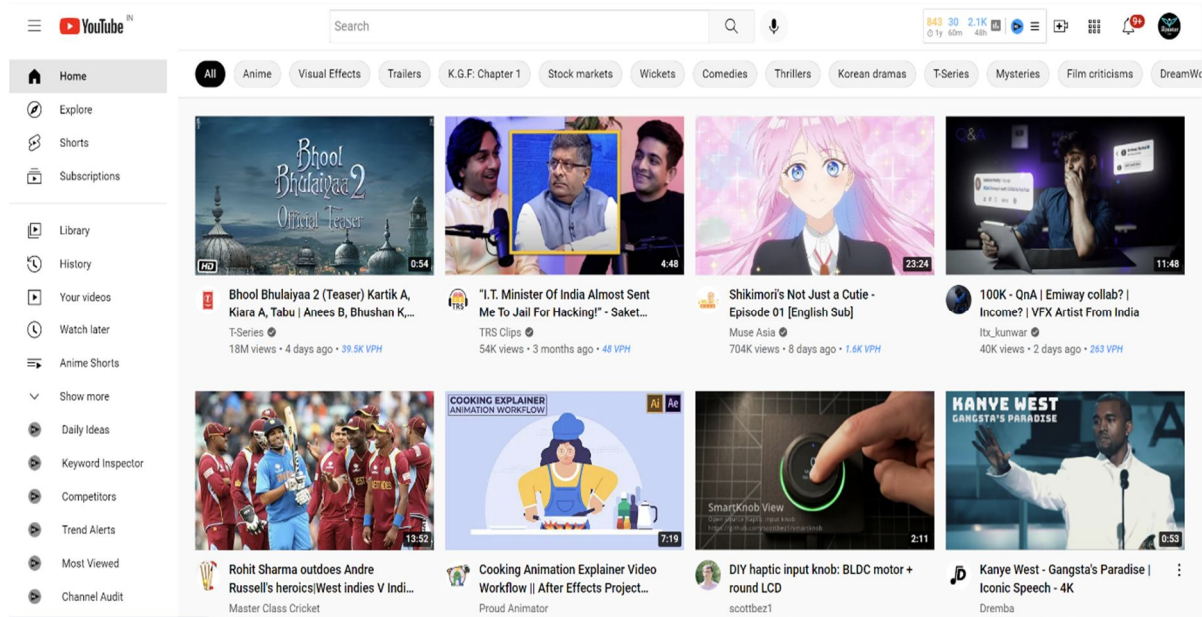 YouTube IN
Search
843 30 2.1K
1y 60m 48h
9+
Home
Explore
Shorts
Subscriptions
Library
History
Your videos
Watch later
Anime Shorts
Show more
Daily Ideas
Keyword Inspector
Competitors
Trend Alerts
Most Viewed
Channel Audit
All Anime Visual Effects Trailers K.G.F: Chapter 1 Stock markets Wickets Comedies Thrillers Korean dramas T-Series Mysteries Film criticisms DreamWo
Bhool
Bhulaiyaa 2
Official Teaser
HD 0:54
Bhool Bhulaiyaa 2 (Teaser) Kartik A,
Kiara A, Tabu | Anees B, Bhushan K,...
T-Series
18M views • 4 days ago • 39.5K VPH
4:48
TRS
“I.T. Minister Of India Almost Sent
Me To Jail For Hacking!” - Saket...
TRS Clips
54K views • 3 months ago • 48 VPH
23:24
Shikimori's Not Just a Cutie -
Episode 01 [English Sub]
Muse Asia
704K views • 8 days ago • 1.6K VPH
Q&A
11:48
100K - QnA | Emiway collab? |
Income? | VFX Artist From India
Itx_kunwar
40K views • 2 days ago • 263 VPH
13:52
Rohit Sharma outdoes Andre
Russell's heroics|West indies V Indi...
Master Class Cricket
COOKING EXPLAINER
ANIMATION WORKFLOW
Ai Ae
7:19
Cooking Animation Explainer Video
Workflow || After Effects Project...
Proud Animator
SmartKnob View
Open source haptic input knob
2:11
DIY haptic input knob: BLDC motor +
round LCD
scottbez1
KANYE WEST
GANGSTA'S PARADISE
0:53
Kanye West - Gangsta's Paradise |
Iconic Speech - 4K
Dremba